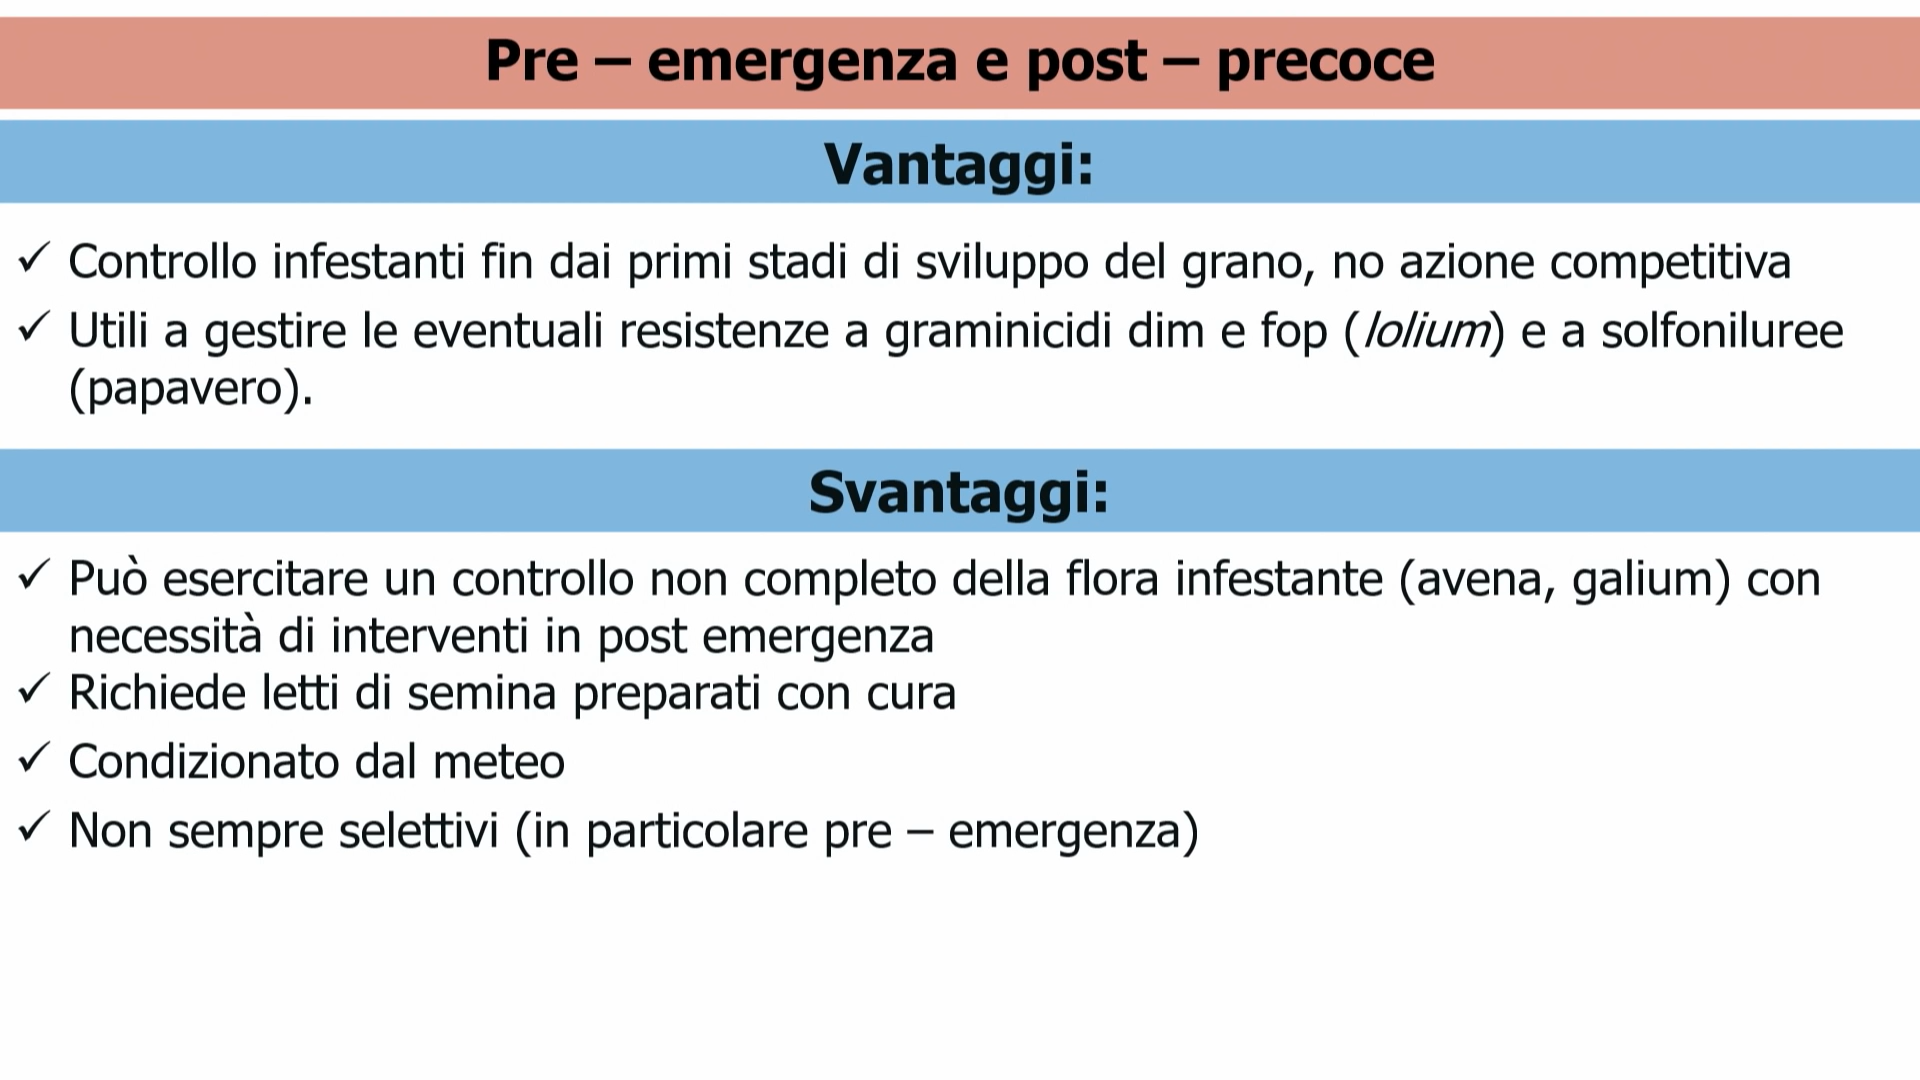 Pre – emergenza e post – precoce
Vantaggi:
✓ Controllo infestanti fin dai primi stadi di sviluppo del grano, no azione competitiva
✓ Utili a gestire le eventuali resistenze a graminicidi dim e fop (lolium) e a solfoniluree
(papavero).
Svantaggi:
✓ Può esercitare un controllo non completo della flora infestante (avena, galium) con
necessità di interventi in post emergenza
✓ Richiede letti di semina preparati con cura
✓ Condizionato dal meteo
✓ Non sempre selettivi (in particolare pre – emergenza)